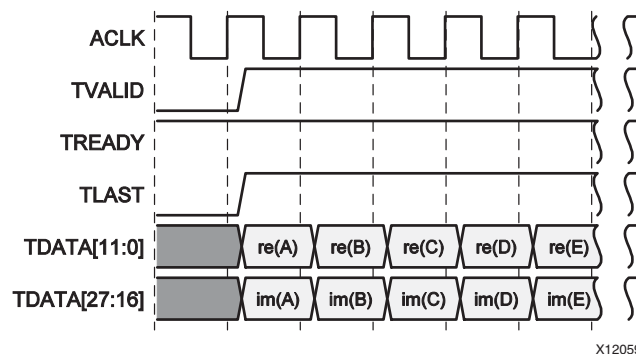 ACLK
TVALID
TREADY
TLAST
TDATA[11:0] re(A) re(B) re(C) re(D) re(E)
TDATA[27:16] im(A) im(B) im(C) im(D) im(E)
X12059